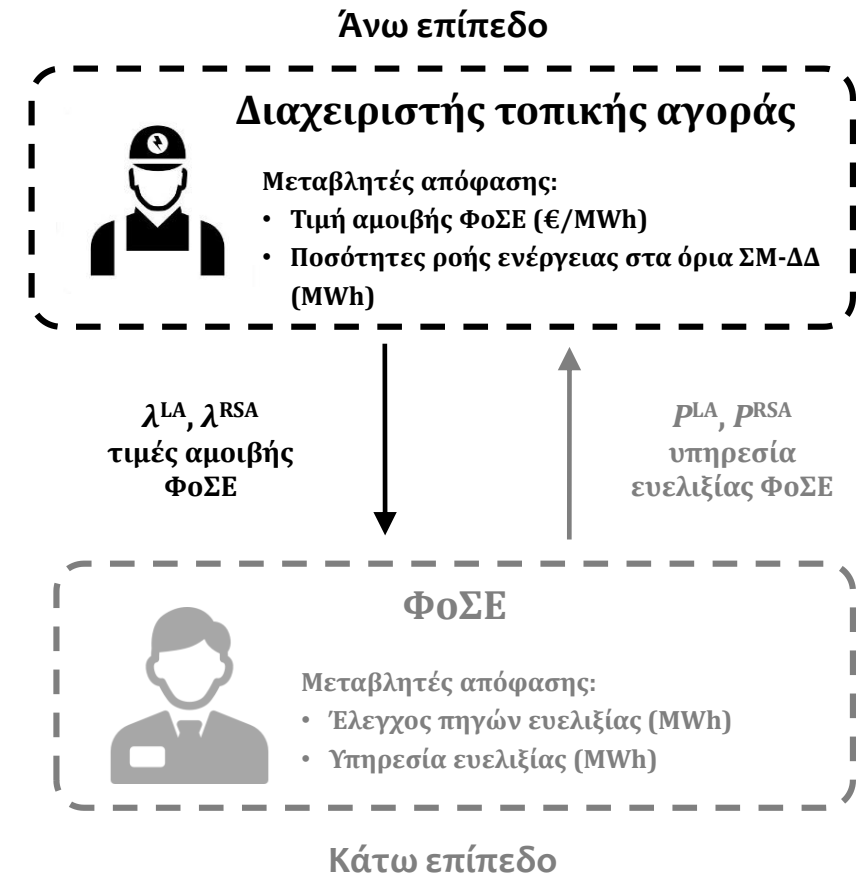 Άνω επίπεδο
Διαχειριστής τοπικής αγοράς
Μεταβλητές απόφασης:
• Τιμή αμοιβής ΦοΣΕ (€/MWh)
• Ποσότητες ροής ενέργειας στα όρια ΣΜ-ΔΔ
(MWh)
λ^LA, λ^RSA
τιμές αμοιβής
ΦοΣΕ
P^LA, P^RSA
υπηρεσία
ευελιξίας ΦοΣΕ
ΦοΣΕ
Μεταβλητές απόφασης:
• Έλεγχος πηγών ευελιξίας (MWh)
• Υπηρεσία ευελιξίας (MWh)
Κάτω επίπεδο